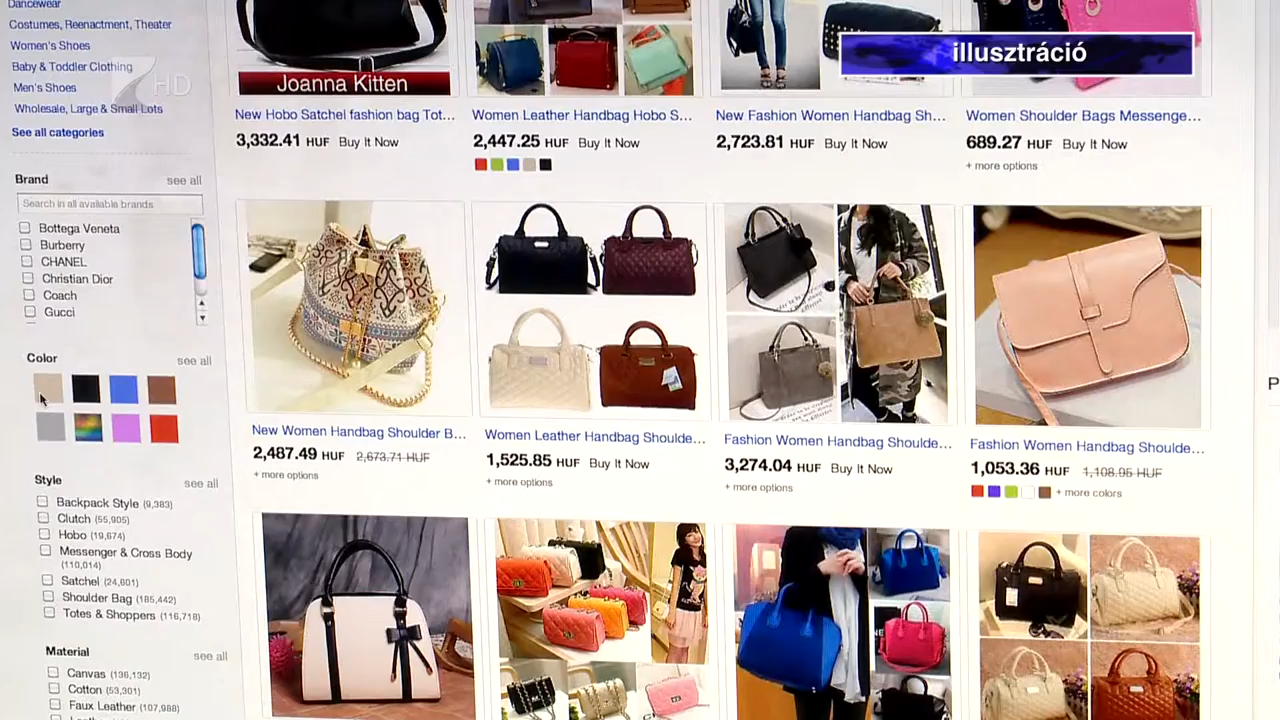 Dancewear
Costumes, Reenactment, Theater
Women's Shoes
Baby & Toddler Clothing
Men's Shoes
Wholesale, Large & Small Lots
See all categories
7 HD
illusztráció
Joanna Kitten
New Hobo Satchel fashion bag Tot...
3,332.41 HUF Buy It Now
Women Leather Handbag Hobo S...
2,447.25 HUF Buy It Now
New Fashion Women Handbag Sh...
2,723.81 HUF Buy It Now
Women Shoulder Bags Messenge...
689.27 HUF Buy It Now
+ more options
Brand see all
Search in all available brands
Bottega Veneta
Burberry
CHANEL
Christian Dior
Coach
Gucci
Color see all
New Women Handbag Shoulder B...
2,487.49 HUF 2,673.71 HUF
+ more options
Women Leather Handbag Shoulde...
1,525.85 HUF Buy It Now
+ more options
Fashion Women Handbag Shoulde...
3,274.04 HUF Buy It Now
+ more options
Fashion Women Handbag Shoulde...
1,053.36 HUF 1,108.95 HUF
+ more colors
Style see all
Backpack Style (9,383)
Clutch (55,905)
Hobo (19,674)
Messenger & Cross Body
(110,014)
Satchel (24,601)
Shoulder Bag (185,442)
Totes & Shoppers (116,718)
Material see all
Canvas (136,132)
Cotton (53,301)
Faux Leather (107,988)
P